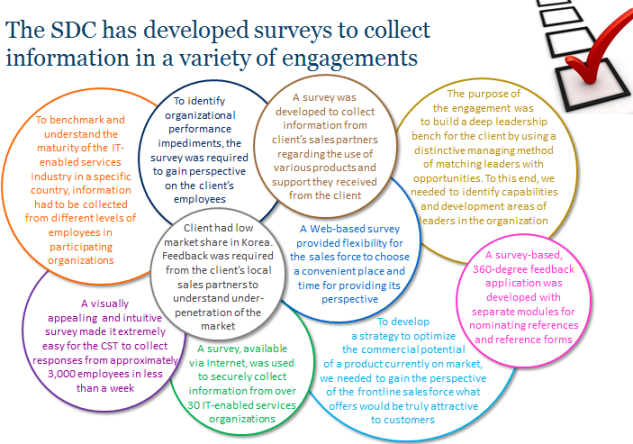 The SDC has developed surveys to collect
information in a variety of engagements
To benchmark and
understand the
maturity of the IT-
enabled services
industry in a specific
country, information
had to be collected
from different levels of
employees in
participating
organizations
To identify
organizational
performance
impediments, the
survey was required
to gain perspective
on the client's
employees
A survey was
developed to collect
information from
client's sales partners
regarding the use of
various products and
support they received
from the client
The purpose of
the engagement was
to build a deep leadership
bench for the client by using a
distinctive managing method
of matching leaders with
opportunities. To this end, we
needed to identify capabilities
and development areas of
leaders in the organization
Client had low
market share in Korea.
Feedback was required
from the client's local
sales partners to
understand under-
penetration of the
market
A Web-based survey
provided flexibility for
the sales force to choose
a convenient place and
time for providing its
perspective
A survey-based,
360-degree feedback
application was
developed with
separate modules for
nominating references
and reference forms
A visually
appealing and intuitive
survey made it extremely
easy for the CST to collect
responses from approximately
3,000 employees in less
than a week
A survey, available
via Internet, was used
to securely collect
information from over
30 IT-enabled services
organizations
To develop
a strategy to optimize
the commercial potential
of a product currently on market,
we needed to gain the perspective
of the frontline sales force what
offers would be truly attractive
to customers